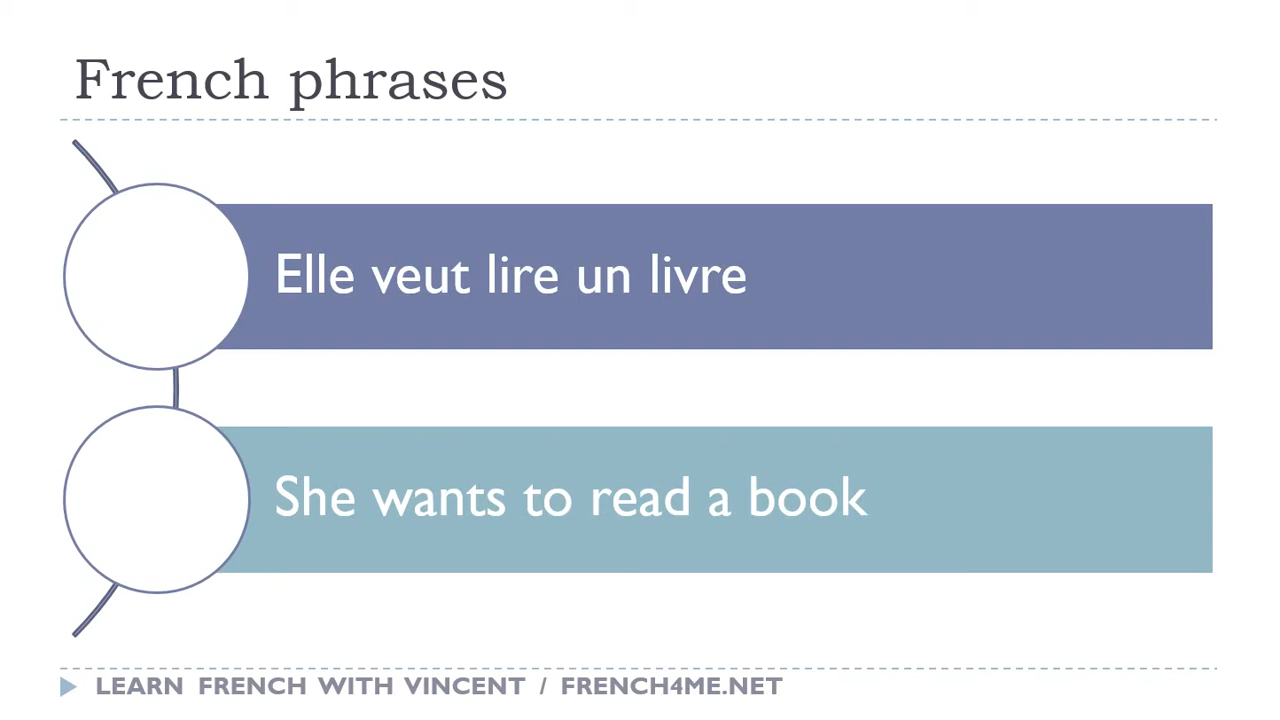 French phrases
Elle veut lire un livre
She wants to read a book
LEARN FRENCH WITH VINCENT / FRENCH4ME.NET